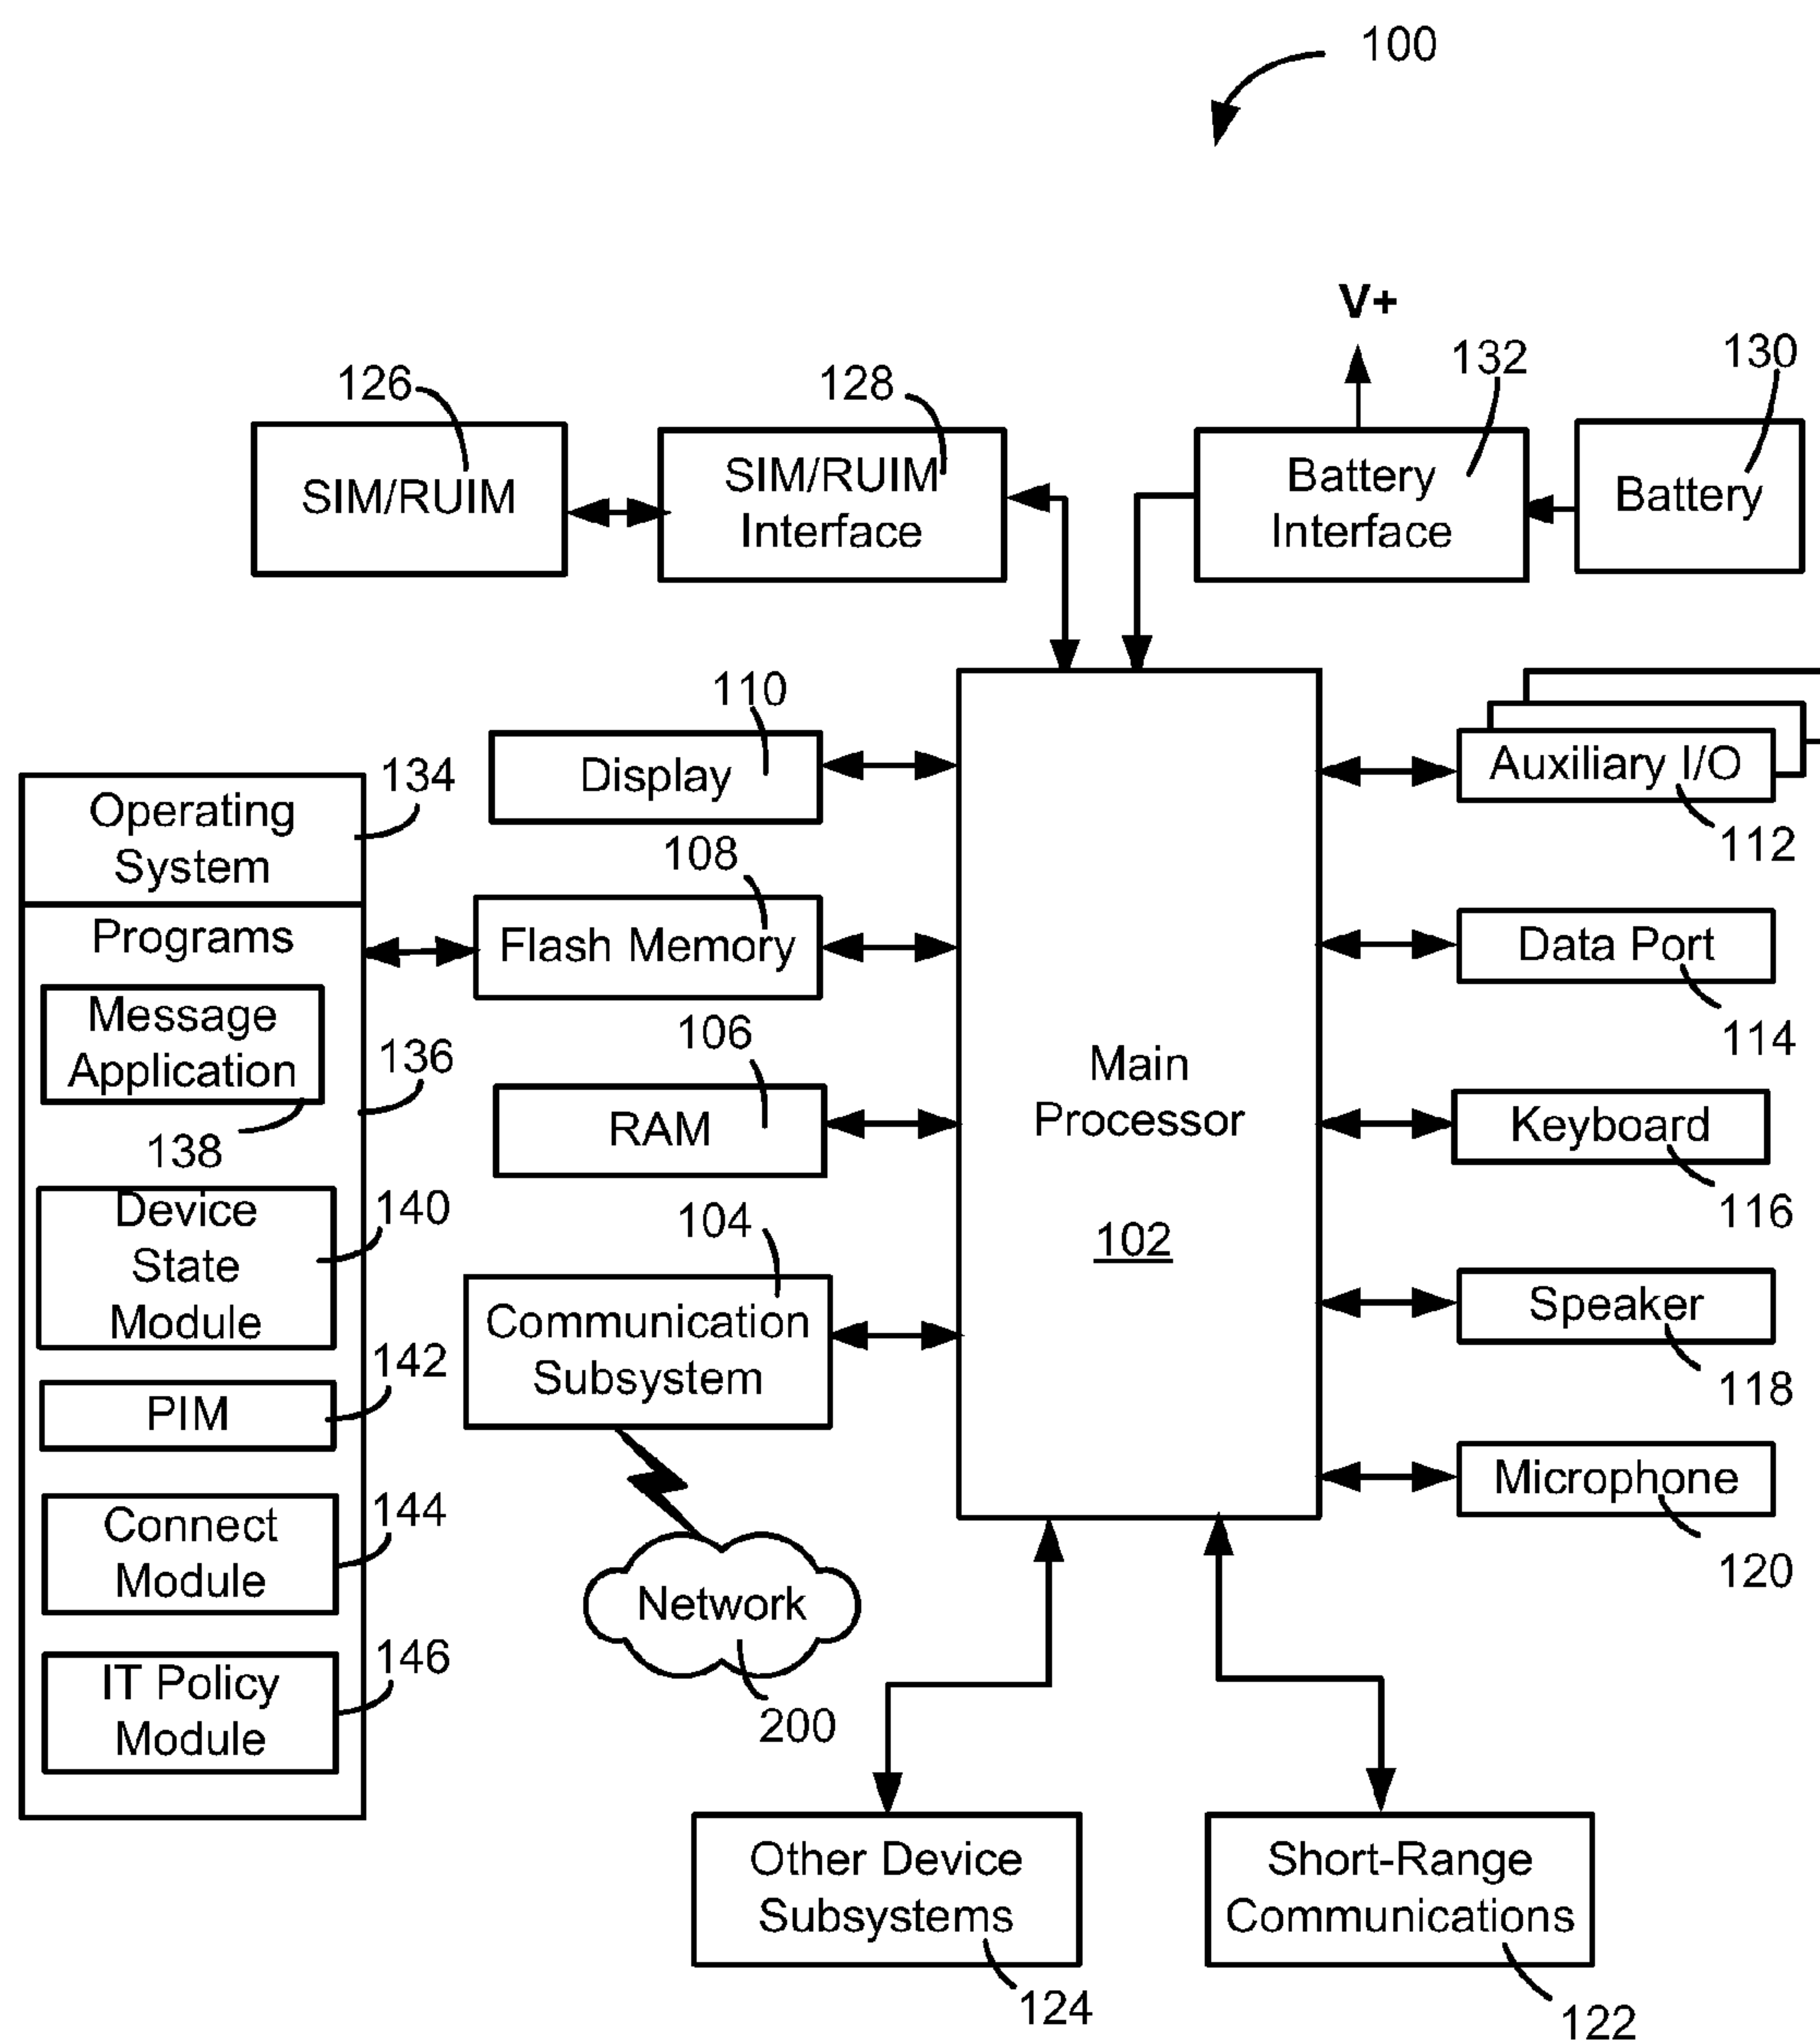 100
V+
126
128
132
130
SIM/RUIM
SIM/RUIM
Interface
Battery
Interface
Battery
110
Display
134
Operating
System
108
Flash Memory
Programs
Message
Application
138
136
106
RAM
Device
State
Module
140
104
Communication
Subsystem
PIM
142
Connect
Module
144
IT Policy
Module
146
Network
200
Main
Processor
102
Auxiliary I/O
112
Data Port
114
Keyboard
116
Speaker
118
Microphone
120
Other Device
Subsystems
124
Short-Range
Communications
122